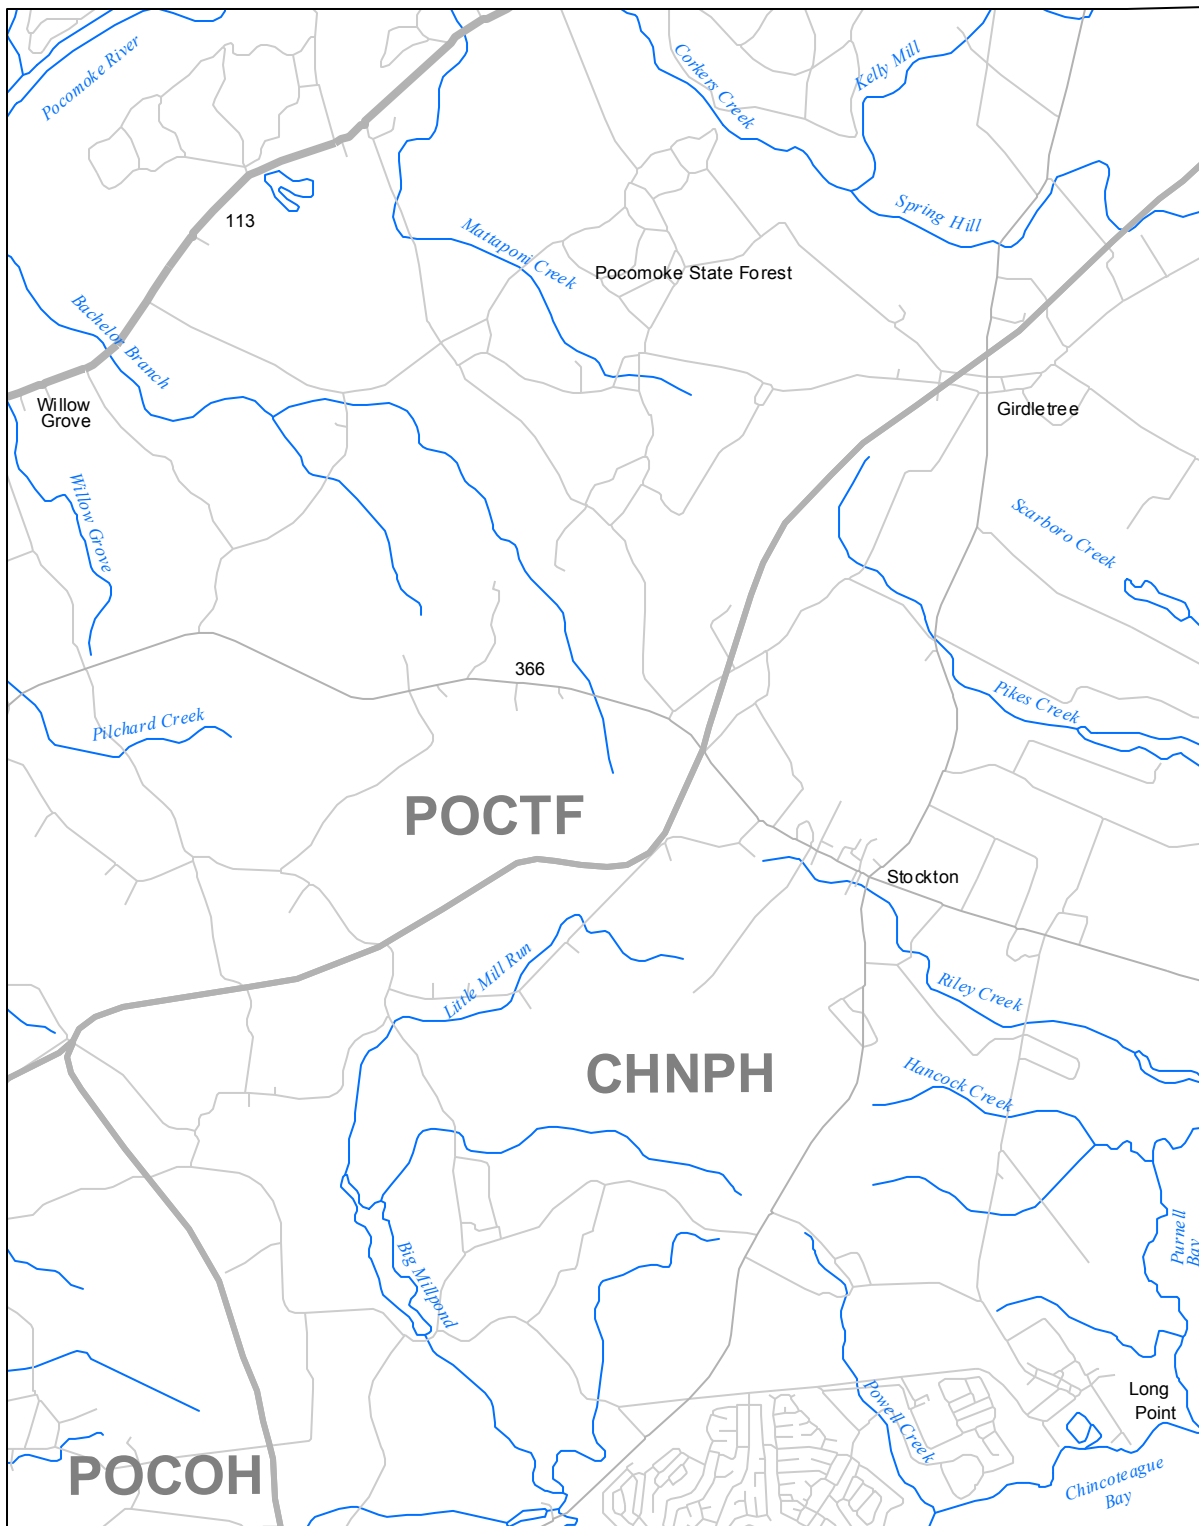 Pocomoke River
Corkers Creek
Kelly Mill
113
Spring Hill
Mattaponi Creek
Pocomoke State Forest
Bachelor Branch
Willow
Grove
Girdletree
Willow Grove
Scarboro Creek
366
Pikes Creek
Pilchard Creek
POCTF
Stockton
Little Mill Run
Riley Creek
CHNPH
Hancock Creek
Purnell
Bay
Big Millpond
Long
Point
Powell Creek
POCOH
Chincoteague
Bay